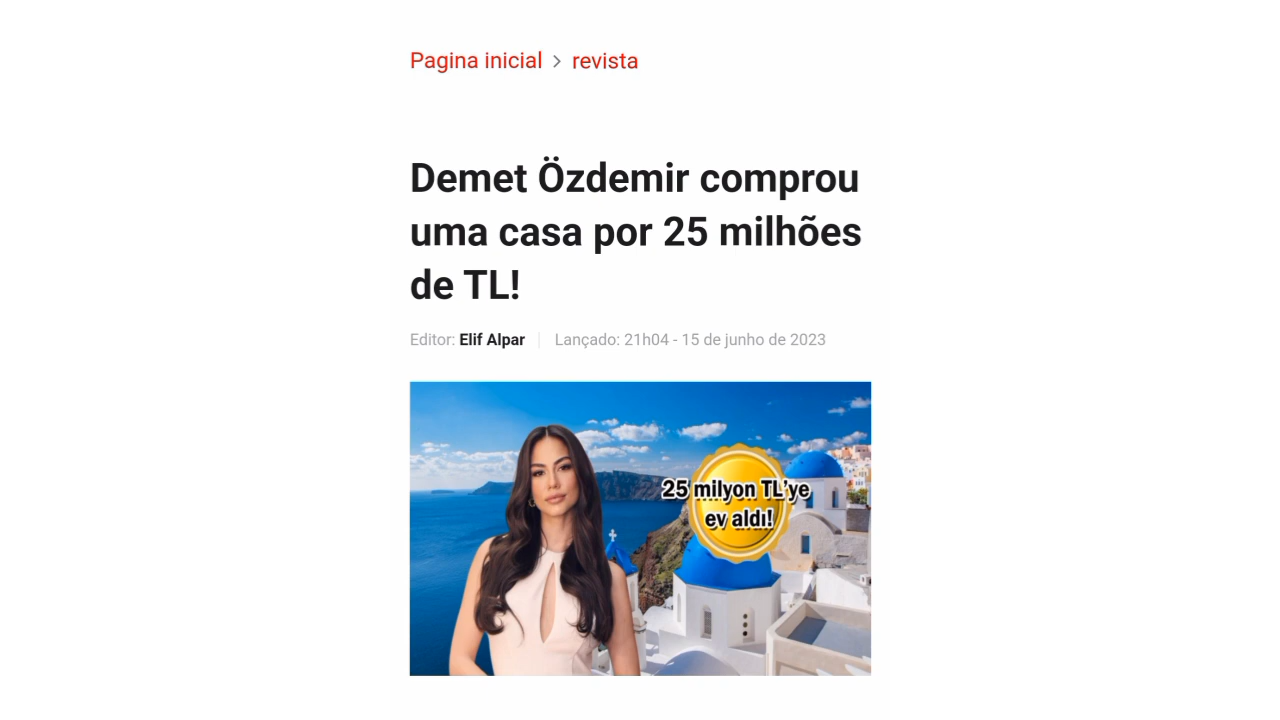 Pagina inicial > revista
Demet Özdemir comprou
uma casa por 25 milhões
de TL!
Editor: Elif Alpar | Lançado: 21h04 - 15 de junho de 2023
25 milyon TL'ye
ev aldı!